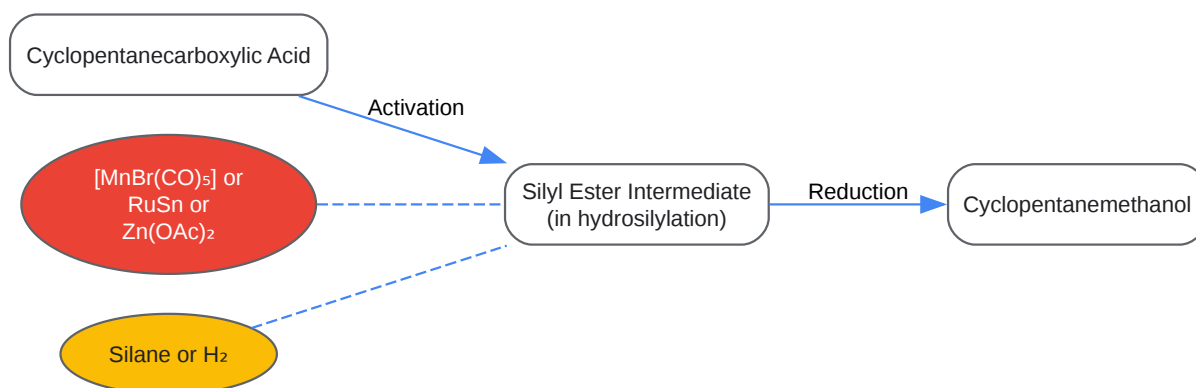 Cyclopentanecarboxylic Acid
Activation
[MnBr(CO)₅] or
RuSn or
Zn(OAc)₂
Silyl Ester Intermediate
(in hydrosilylation)
Reduction
Cyclopentanemethanol
Silane or H₂